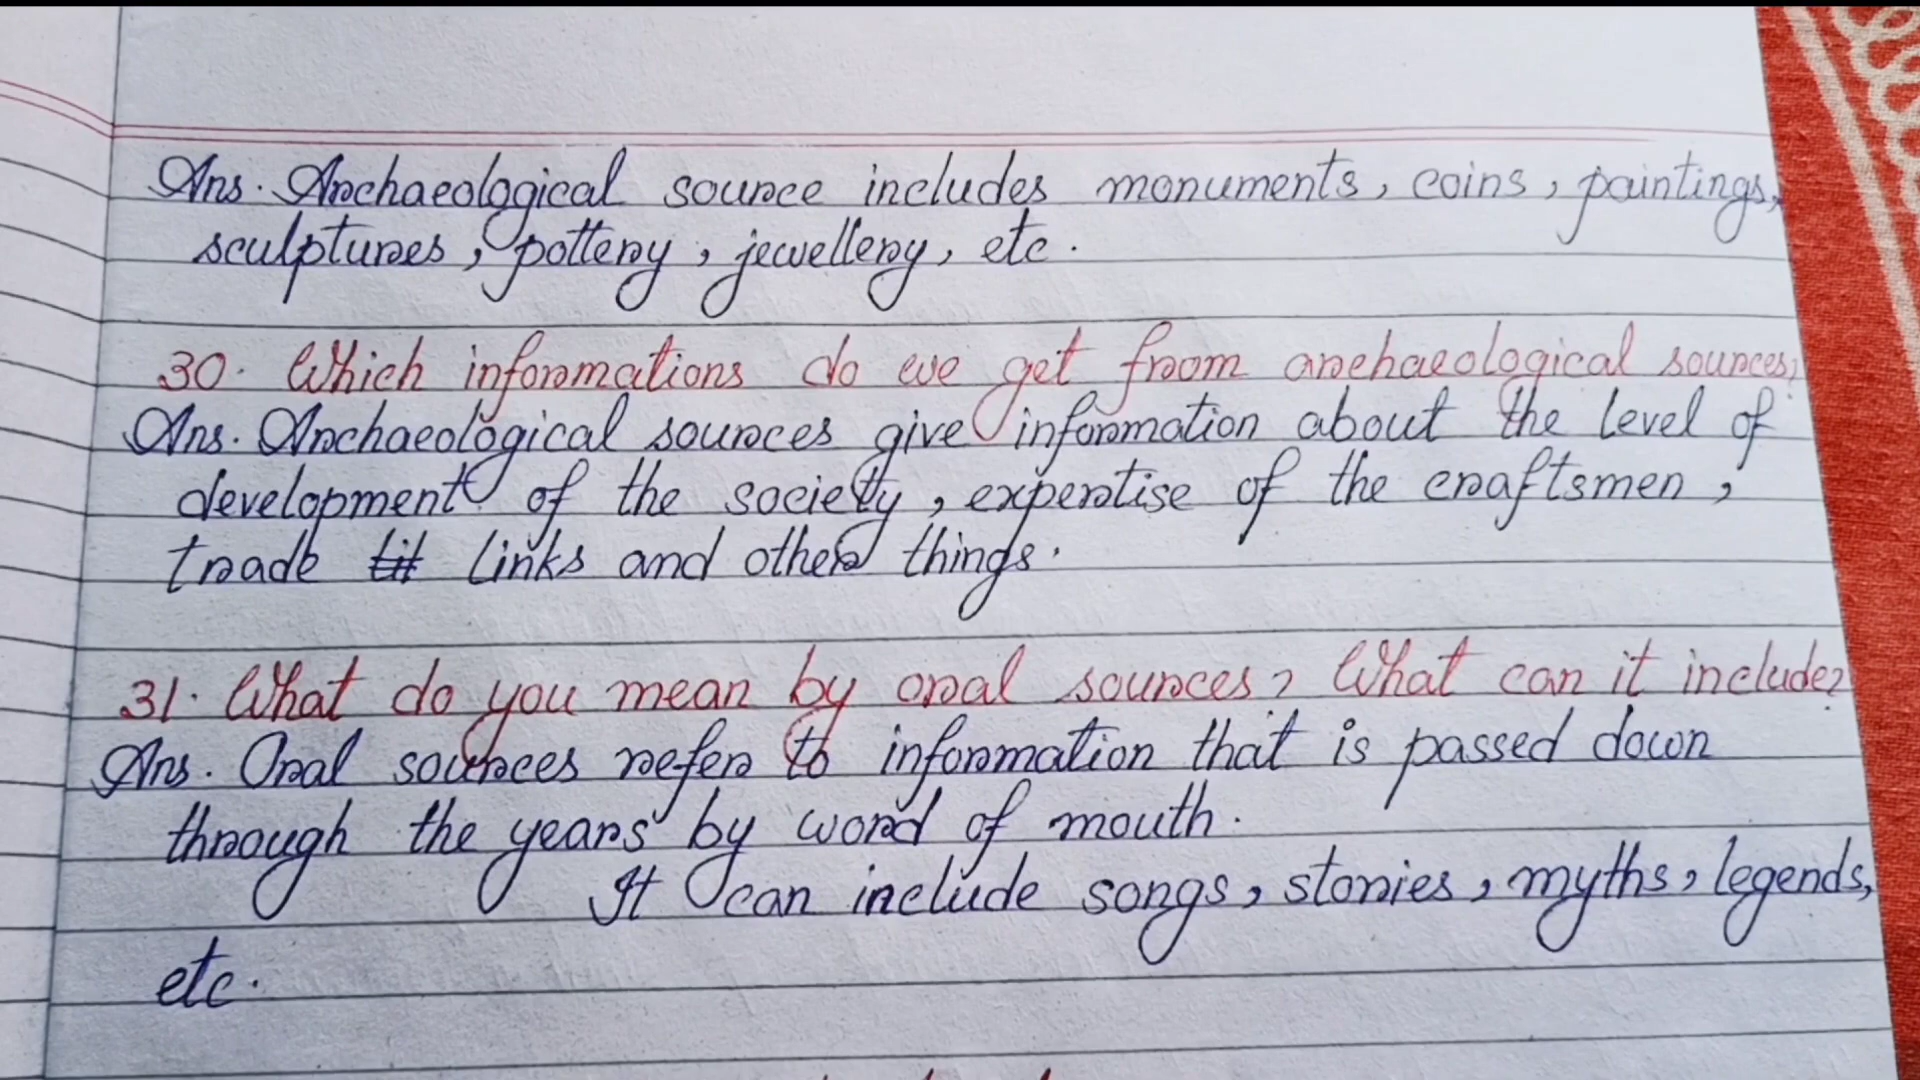 Ans. Archaeological source includes monuments, coins, paintings,
sculptures, pottery, jewellery, etc.
30. Which informations do we get from archaeological sources?
Ans. Archaeological sources give information about the level of
development of the society, expertise of the craftsmen,
trade links and other things.
31. What do you mean by oral sources? What can it include?
Ans. Oral sources refer to information that is passed down
through the years by word of mouth.
It can include songs, stories, myths, legends,
etc.